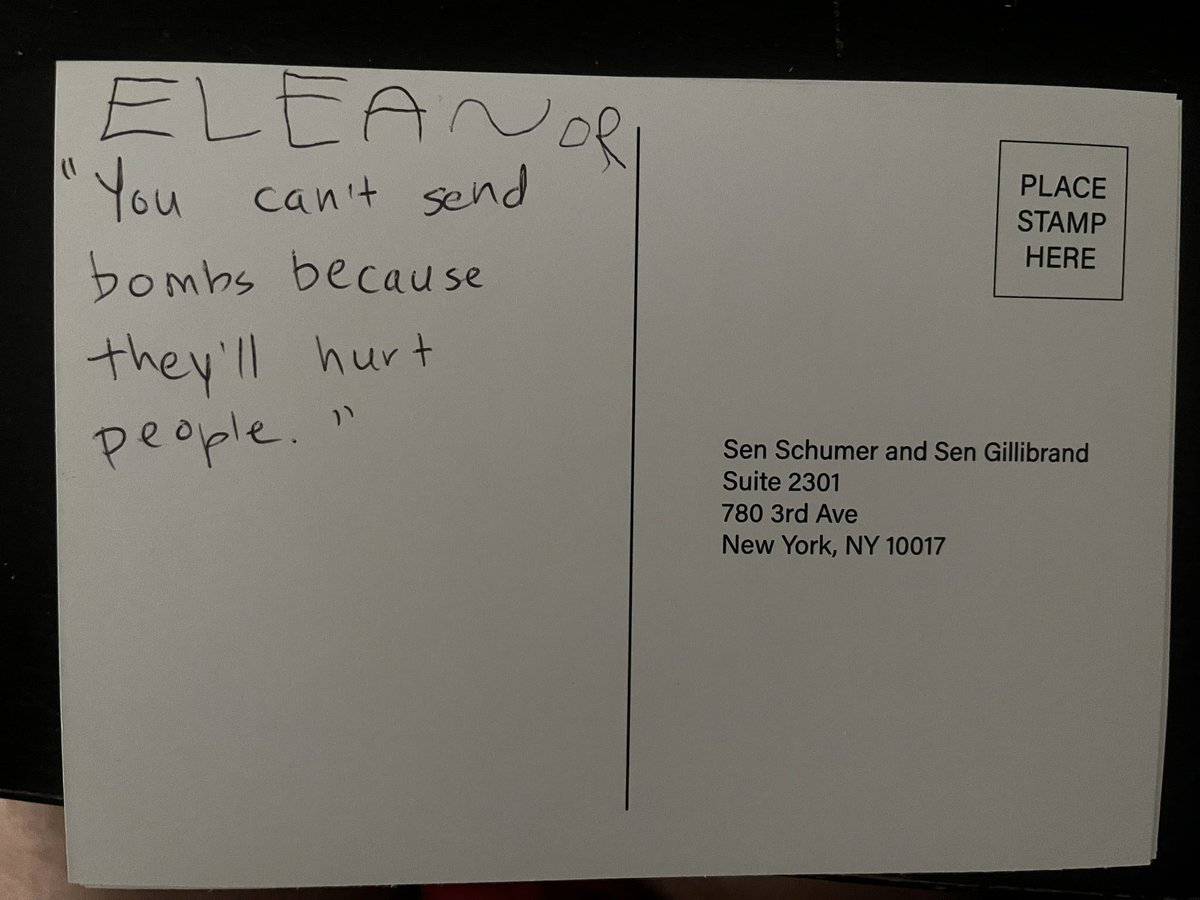 ELEANOR
"You can't send
bombs because
they'll hurt
people."
PLACE
STAMP
HERE
Sen Schumer and Sen Gillibrand
Suite 2301
780 3rd Ave
New York, NY 10017